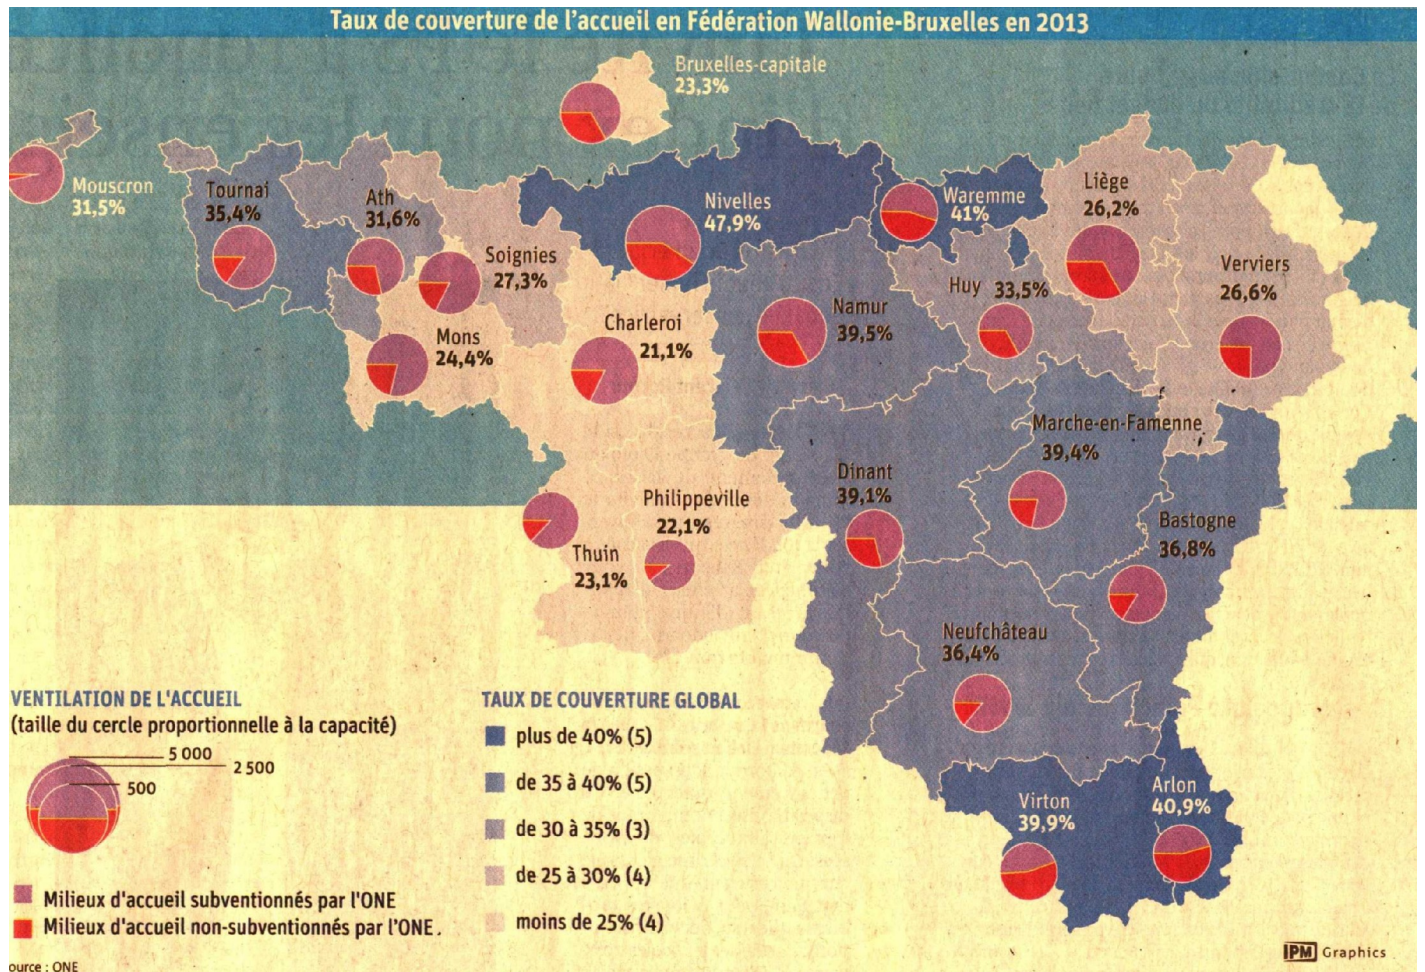 Taux de couverture de l'accueil en Fédération Wallonie-Bruxelles en 2013
Bruxelles-capitale
23,3%
Mouscron
31,5%
Tournai
35,4%
Ath
31,6%
Soignies
27,3%
Nivelles
47,9%
Waremme
41%
Liège
26,2%
Verviers
26,6%
Huy 33,5%
Namur
39,5%
Charleroi
21,1%
Mons
24,4%
Marche-en-Famenne
39,4%
Dinant
39,1%
Philippeville
22,1%
Thuin
23,1%
Bastogne
36,8%
Neufchâteau
36,4%
Virton
39,9%
Arlon
40,9%
VENTILATION DE L'ACCUEIL
(taille du cercle proportionnelle à la capacité)
5 000
2 500
500
Milieux d'accueil subventionnés par l'ONE
Milieux d'accueil non-subventionnés par l'ONE.
ource : ONE
TAUX DE COUVERTURE GLOBAL
plus de 40% (5)
de 35 à 40% (5)
de 30 à 35% (3)
de 25 à 30% (4)
moins de 25% (4)
IPM Graphics